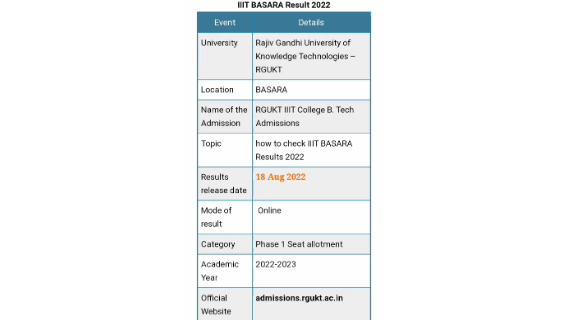 IIIT BASARA Result 2022
Event Details
University Rajiv Gandhi University of
Knowledge Technologies –
RGUKT
Location BASARA
Name of the RGUKT IIIT College B. Tech
Admission Admissions
Topic how to check IIIT BASARA
Results 2022
Results 18 Aug 2022
release date
Mode of Online
result
Category Phase 1 Seat allotment
Academic 2022-2023
Year
Official admissions.rgukt.ac.in
Website